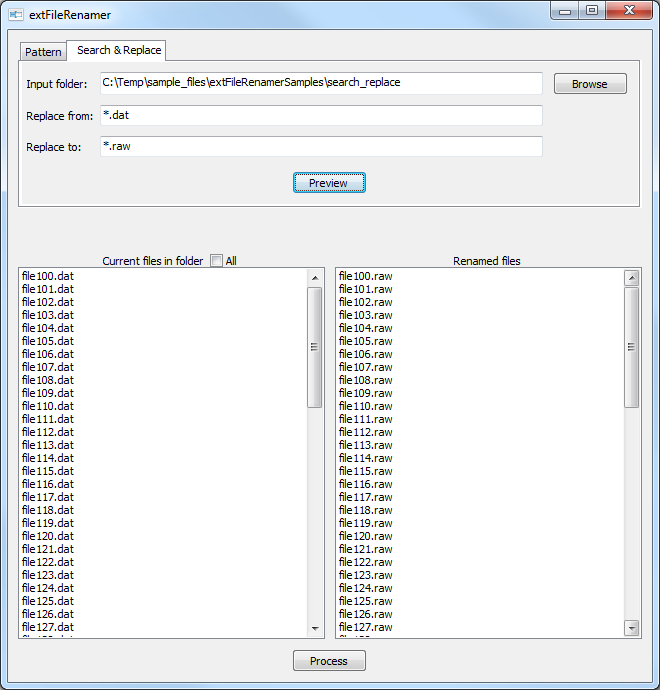 extFileRenamer
Pattern Search & Replace
Input folder: C:\Temp\sample_files\extFileRenamerSamples\search_replace Browse
Replace from: *.dat
Replace to: *.raw
Preview
Current files in folder All Renamed files
file100.dat file100.raw
file101.dat file101.raw
file102.dat file102.raw
file103.dat file103.raw
file104.dat file104.raw
file105.dat file105.raw
file106.dat file106.raw
file107.dat file107.raw
file108.dat file108.raw
file109.dat file109.raw
file110.dat file110.raw
file111.dat file111.raw
file112.dat file112.raw
file113.dat file113.raw
file114.dat file114.raw
file115.dat file115.raw
file116.dat file116.raw
file117.dat file117.raw
file118.dat file118.raw
file119.dat file119.raw
file120.dat file120.raw
file121.dat file121.raw
file122.dat file122.raw
file123.dat file123.raw
file124.dat file124.raw
file125.dat file125.raw
file126.dat file126.raw
file127.dat file127.raw
Process